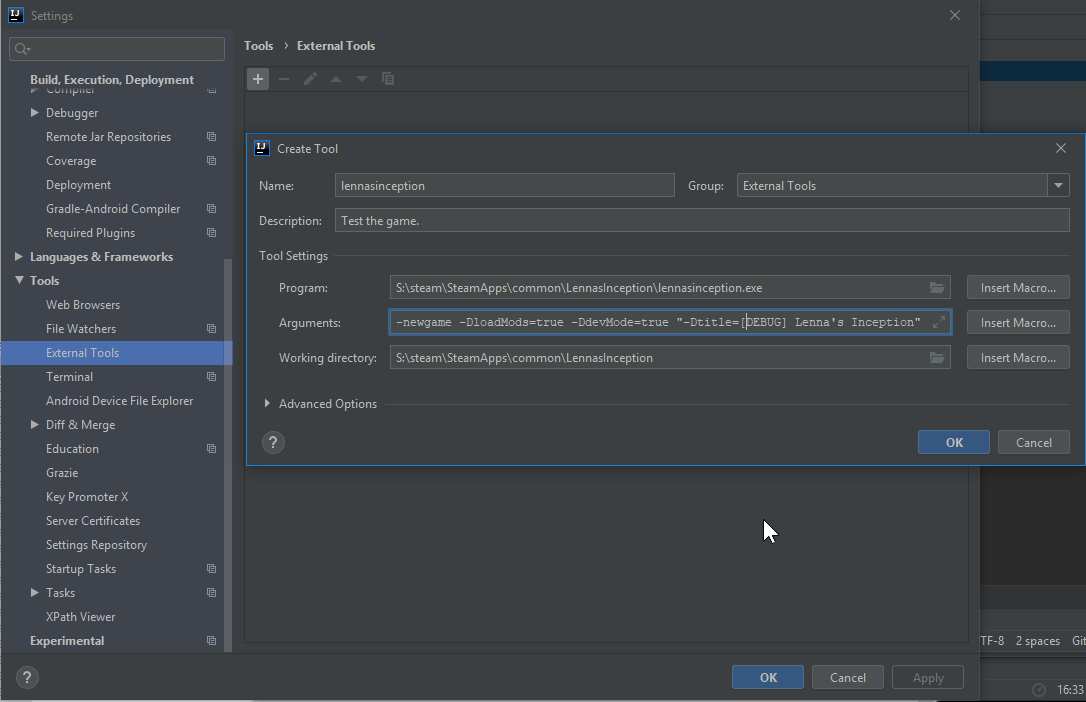 Settings
Tools › External Tools
Build, Execution, Deployment
Compiler
Debugger
Remote Jar Repositories
Coverage
Deployment
Gradle-Android Compiler
Required Plugins
Languages & Frameworks
Tools
Web Browsers
File Watchers
External Tools
Terminal
Android Device File Explorer
Diff & Merge
Education
Grazie
Key Promoter X
Server Certificates
Settings Repository
Startup Tasks
Tasks
XPath Viewer
Experimental
IJ Create Tool
Name: lennasinception Group: External Tools
Description: Test the game.
Tool Settings
Program: S:\steam\SteamApps\common\LennasInception\lennasinception.exe Insert Macro...
Arguments: -newgame -DloadMods=true -DdevMode=true "-Dtitle=[DEBUG] Lenna's Inception" Insert Macro...
Working directory: S:\steam\SteamApps\common\LennasInception Insert Macro...
Advanced Options
? OK Cancel
? OK Cancel Apply
TF-8 2 spaces Git
16:33